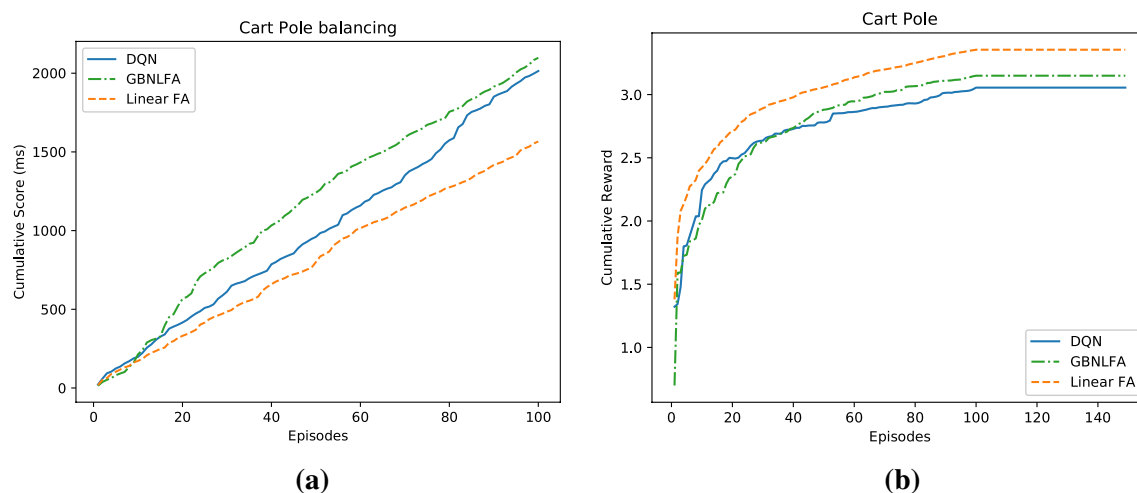 Cart Pole balancing
DQN
GBNLFA
Linear FA
2000
1500
1000
500
0
Cumulative Score (ms)
0 20 40 60 80 100
Episodes
(a)
Cart Pole
3.0
2.5
2.0
1.5
1.0
Cumulative Reward
DQN
GBNLFA
Linear FA
0 20 40 60 80 100 120 140
Episodes
(b)